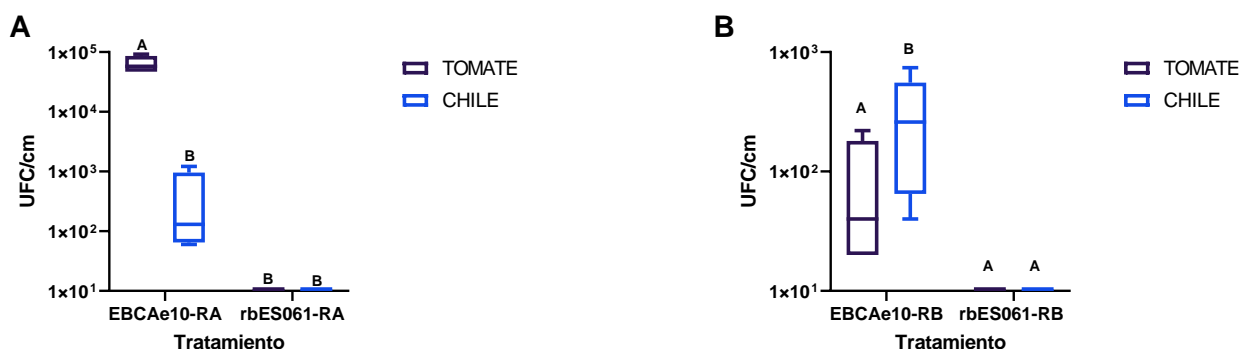 A
UFC/cm
1×10⁵
1×10⁴
1×10³
1×10²
1×10¹
A
B
B
B
EBCAe10-RA rbES061-RA
Tratamiento
TOMATE
CHILE
B
UFC/cm
1×10³
1×10²
1×10¹
A
B
A
A
EBCAe10-RB rbES061-RB
Tratamiento
TOMATE
CHILE